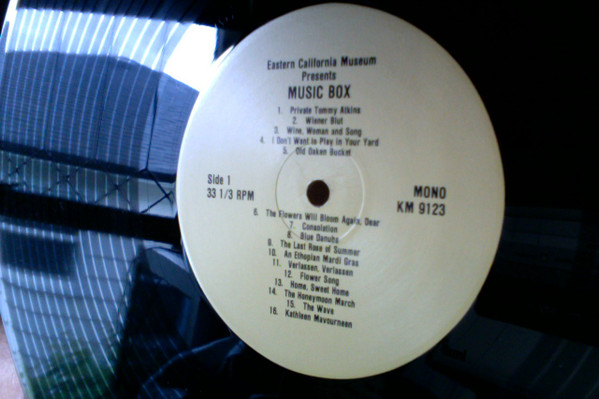 Eastern California Museum
Presents
MUSIC BOX
1. Private Tommy Atkins
2. Wiener Blut
3. Wine, Woman and Song
4. I Don't Want to Play in Your Yard
5. Old Oaken Bucket
Side 1
33 1/3 RPM
MONO
KM 9123
6. The Flowers Will Bloom Again, Dear
7. Consolation
8. Blue Danube
9. The Last Rose of Summer
10. An Ethopian Mardi Gras
11. Verlassen, Verlassen
12. Flower Song
13. Home, Sweet Home
14. The Honeymoon March
15. The Wave
16. Kathleen Mavourneen